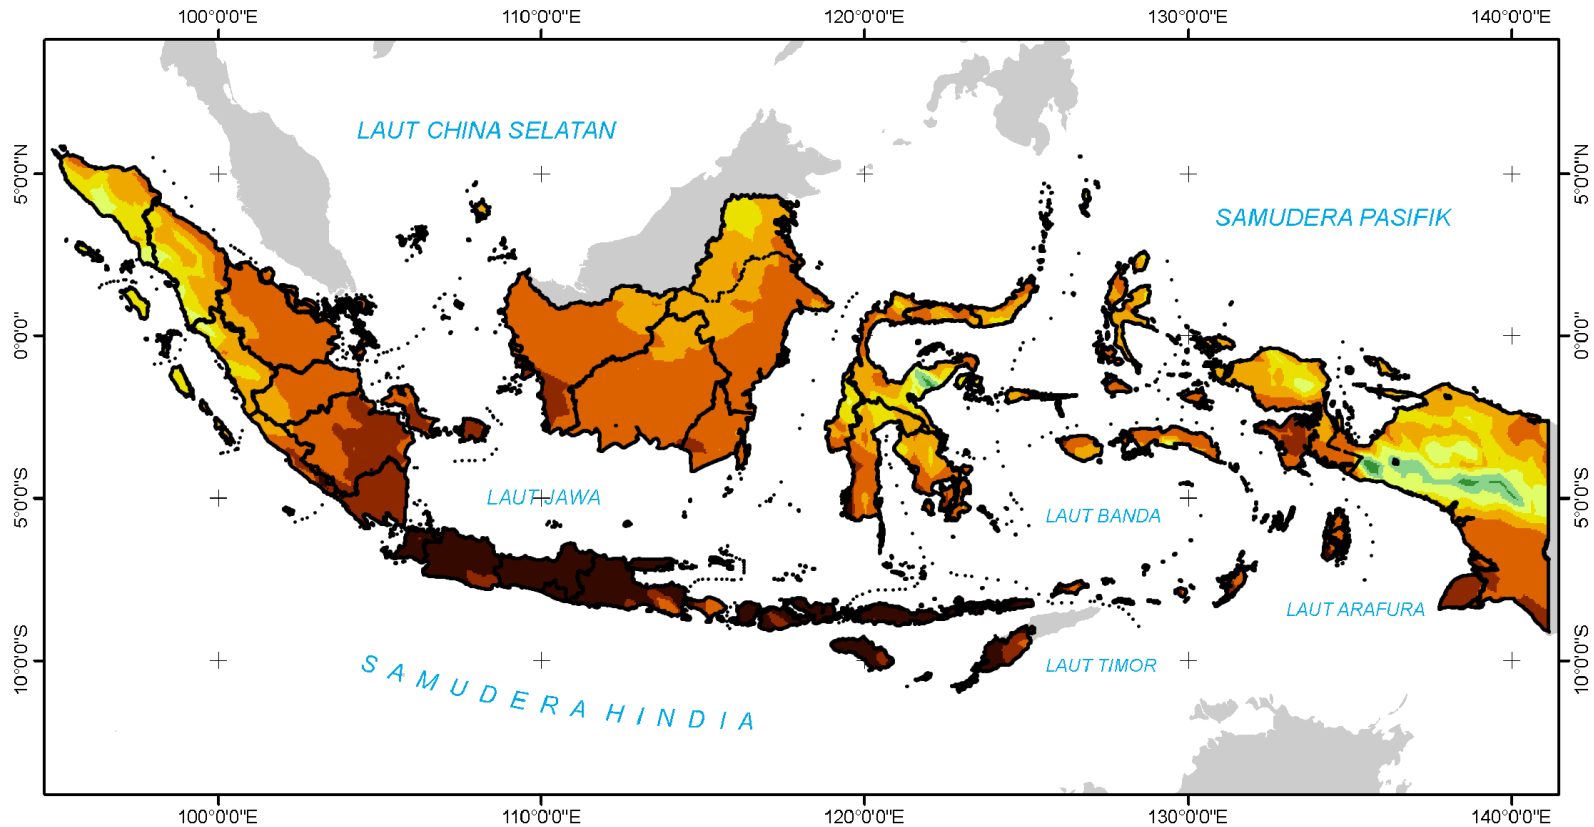 100°0'0"E 110°0'0"E 120°0'0"E 130°0'0"E 140°0'0"E
LAUT CHINA SELATAN
5°0'0"N 5°0'0"N
SAMUDERA PASIFIK
0°0'0" 0°0'0"
LAUT JAWA
5°0'0"S 5°0'0"S
LAUT BANDA
LAUT ARAFURA
10°0'0"S 10°0'0"S
LAUT TIMOR
SAMUDERA HINDIA
100°0'0"E 110°0'0"E 120°0'0"E 130°0'0"E 140°0'0"E